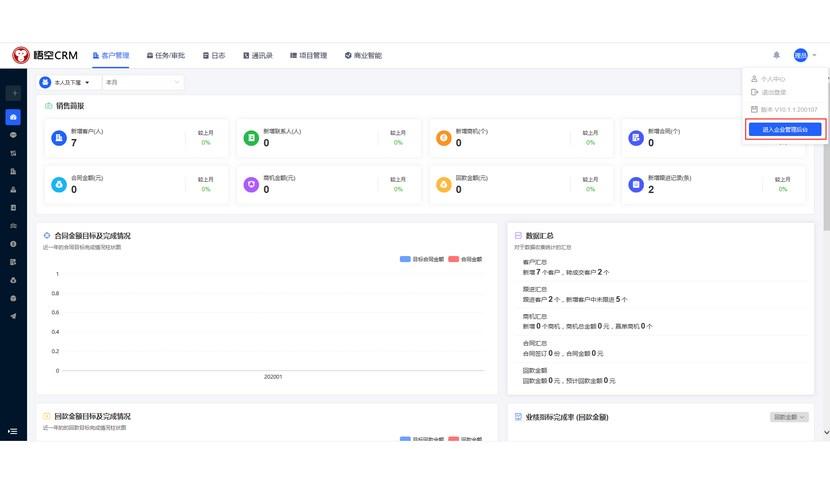 悟空CRM
客户管理
任务/审批
日志
通讯录
项目管理
商业智能
本人及下属
本月
个人中心
退出登录
版本 V10.1.1.200107
进入企业管理后台
销售简报
新增客户(人)
7
较上月
0%
新增联系人(人)
0
较上月
0%
新增商机(个)
0
较上月
0%
新增合同(个)
0
合同金额(元)
0
较上月
0%
商机金额(元)
0
较上月
0%
回款金额(元)
0
较上月
0%
新增跟进记录(条)
2
较上月
0%
合同金额目标及完成情况
近一年的合同目标完成情况柱状图
目标合同金额
合同金额
1
0.8
0.6
0.4
0.2
0
202001
数据汇总
对于数据收集统计的汇总
客户汇总
新增 7 个客户，转成交客户 2 个
跟进汇总
跟进客户 2 个，新增客户中未跟进 5 个
商机汇总
新增 0 个商机，商机总金额 0 元，赢单商机 0 个
合同汇总
合同签订 0 份，合同金额 0 元
回款金额
回款金额 0 元，预计回款金额 0 元
回款金额目标及完成情况
近一年的的回款目标完成情况柱状图
目标回款金额
回款金额
业绩指标完成率 (回款金额)
回款金额